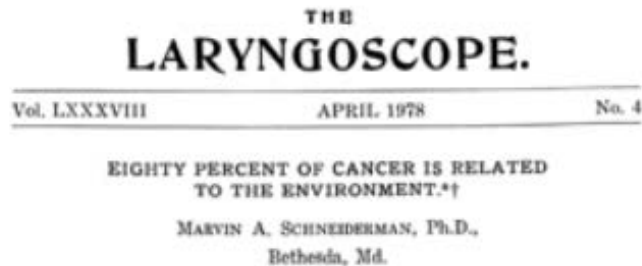 THE
LARYNGOSCOPE.
Vol. LXXXVIII APRIL 1978 No. 4
EIGHTY PERCENT OF CANCER IS RELATED
TO THE ENVIRONMENT.*†
MARVIN A. SCHNEIDERMAN, Ph.D.,
Bethesda, Md.